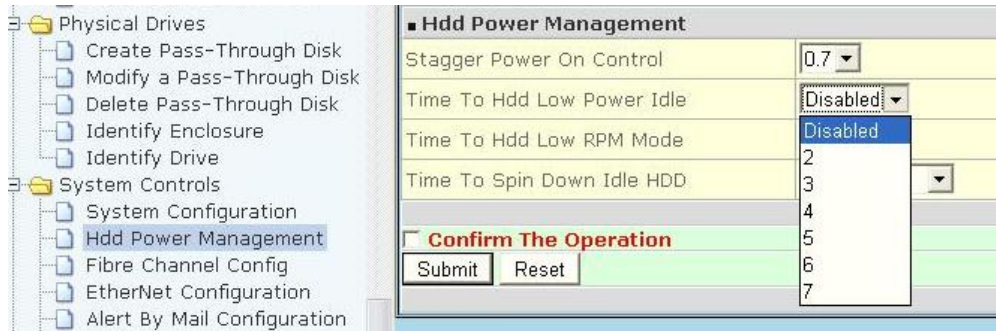 Physical Drives
Create Pass-Through Disk
Modify a Pass-Through Disk
Delete Pass-Through Disk
Identify Enclosure
Identify Drive
System Controls
System Configuration
Hdd Power Management
Fibre Channel Config
EtherNet Configuration
Alert By Mail Configuration
Hdd Power Management
Stagger Power On Control
0.7
Time To Hdd Low Power Idle
Disabled
Time To Hdd Low RPM Mode
Time To Spin Down Idle HDD
Disabled
2
3
4
5
6
7
Confirm The Operation
Submit
Reset